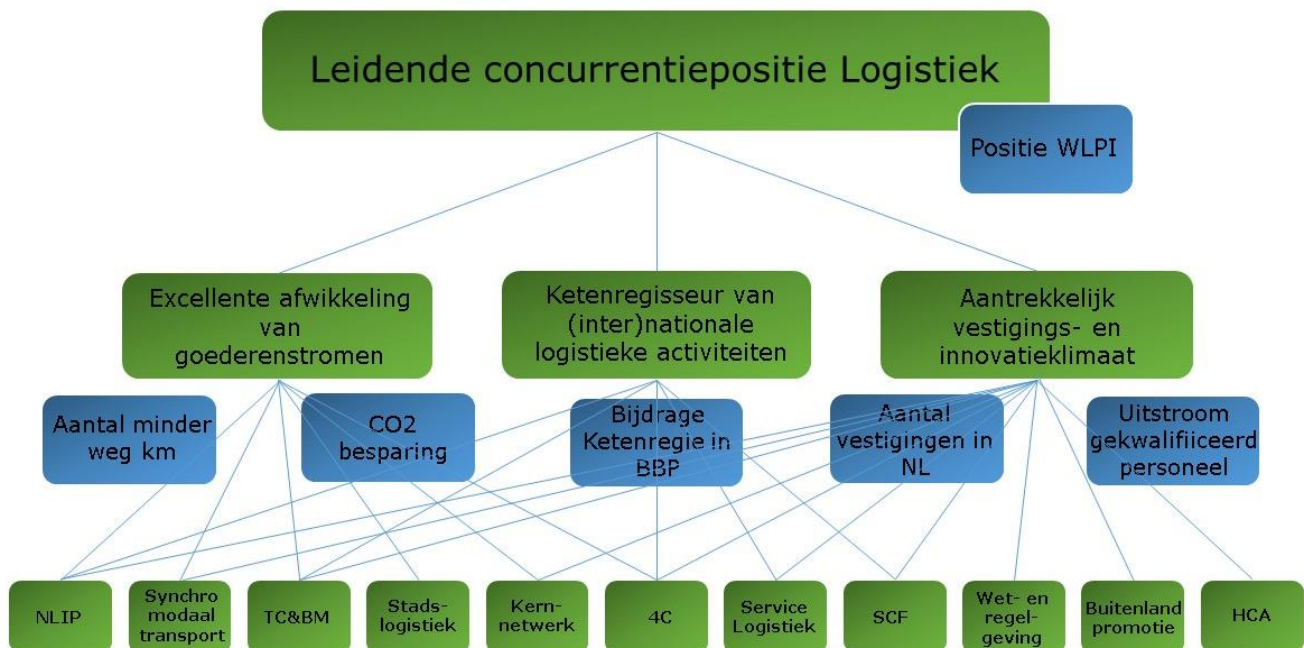 Leidende concurrentiepositie Logistiek
Positie WLPI
Excellente afwikkeling
van
goederenstromen
Ketenregisseur van
(inter)nationale
logistieke activiteiten
Aantrekkelijk
vestigings- en
innovatieklimaat
Aantal minder
weg km
CO2
besparing
Bijdrage
Ketenregie in
BBP
Aantal
vestigingen in
NL
Uitstroom
gekwalifiiceerd
personeel
NLIP
Synchro
modaal
transport
TC&BM
Stads-
logistiek
Kern-
netwerk
4C
Service
Logistiek
SCF
Wet- en
regel-
geving
Buitenland
promotie
HCA